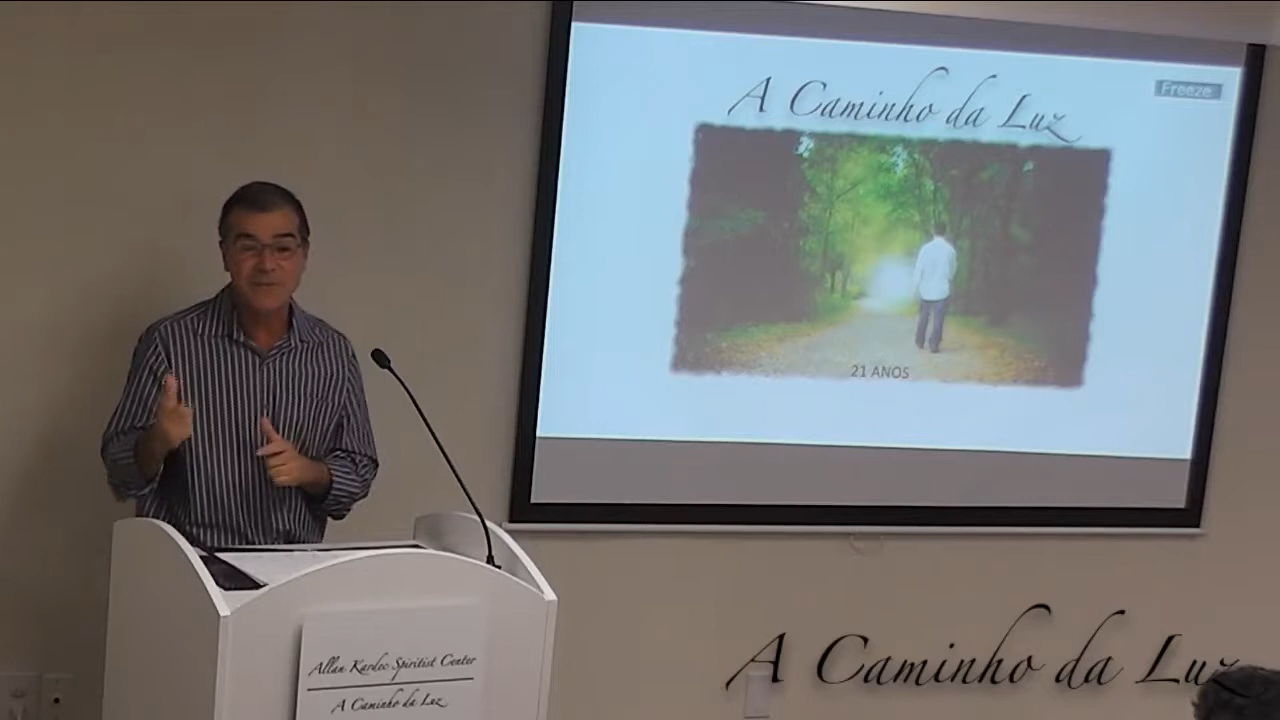 A Caminho da Luz
Freeze
21 ANOS
Allan Kardec Spiritist Center
A Caminho da Luz
A Caminho da Luz